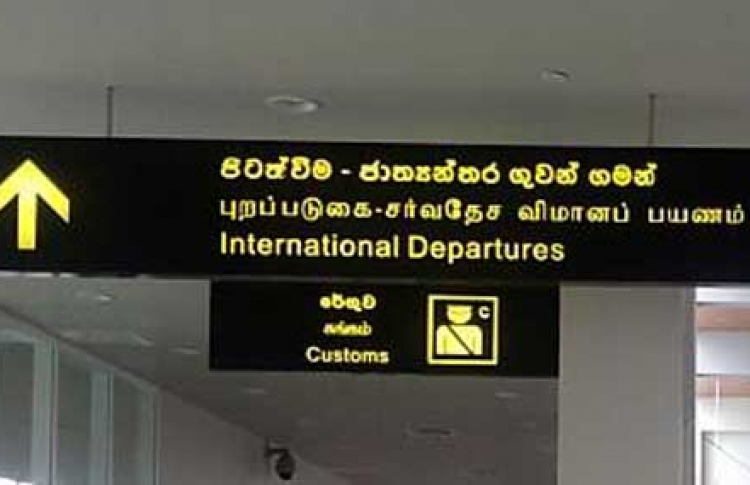 පිටත්වීම - ජාත්‍යන්තර ගුවන් ගමන්
புறப்படுகை-சர்வதேச விமானப் பயணம்
International Departures
රේගුව
சுங்கம்
Customs
C